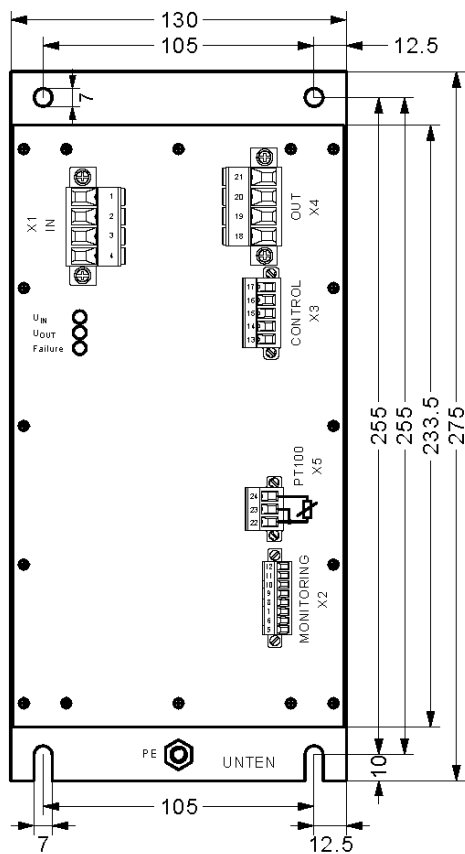 130
105
12.5
7
X1
IN
1
2
3
4
21
20
19
18
OUT
X4
17
16
15
14
13
CONTROL
X3
UIN
UOUT
Failure
24
23
22
PT100
X5
12
11
10
9
8
7
6
5
MONITORING
X2
255
255
233.5
275
PE
UNTEN
10
105
7
12.5